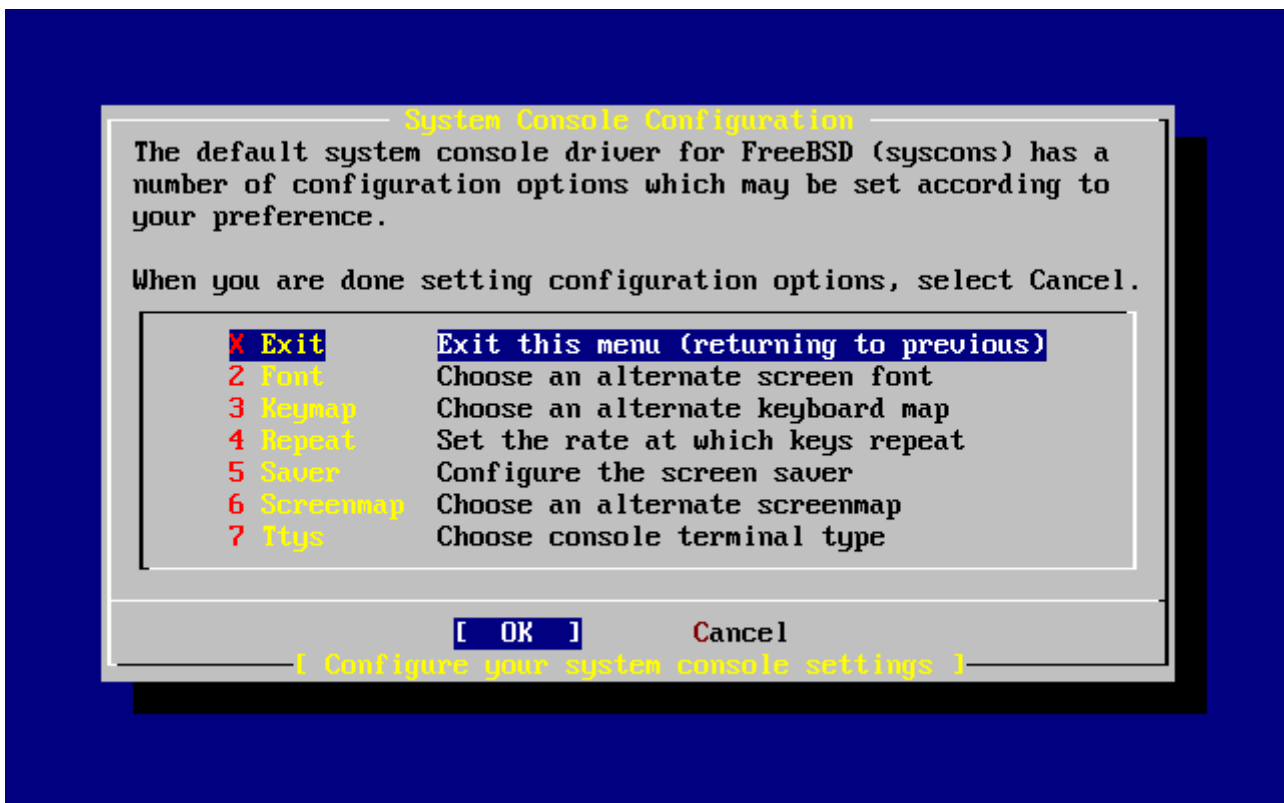 System Console Configuration
The default system console driver for FreeBSD (syscons) has a
number of configuration options which may be set according to
your preference.
When you are done setting configuration options, select Cancel.
X Exit Exit this menu (returning to previous)
2 Font Choose an alternate screen font
3 Keymap Choose an alternate keyboard map
4 Repeat Set the rate at which keys repeat
5 Saver Configure the screen saver
6 Screenmap Choose an alternate screenmap
7 Ttys Choose console terminal type
[ OK ] Cancel
[ Configure your system console settings ]